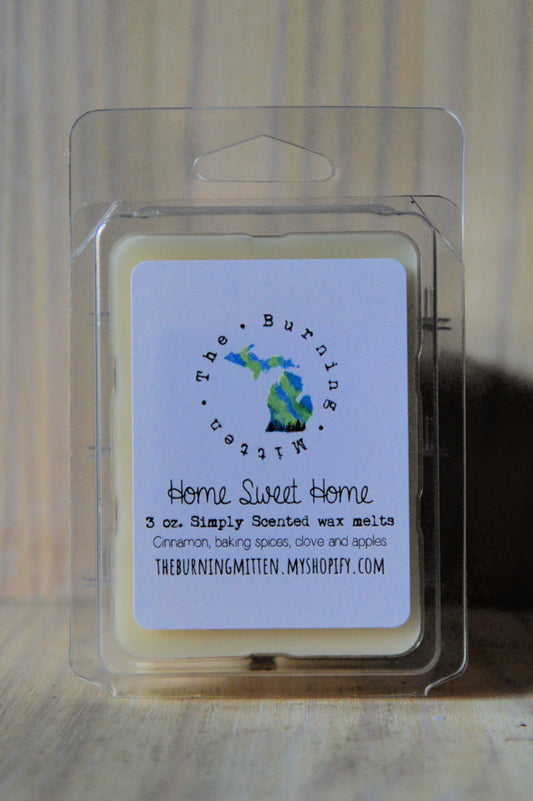 The • Burning • Mitten •
Home Sweet Home
3 oz. Simply Scented wax melts
Cinnamon, baking spices, clove and apples
THEBURNINGMITTEN.MYSHOPIFY.COM